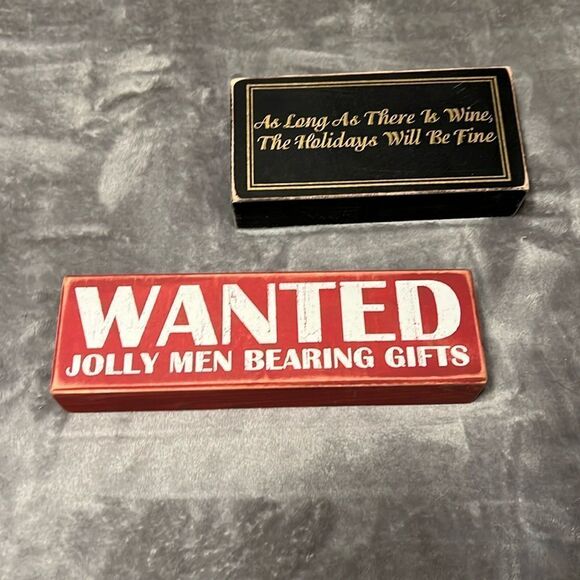 As Long As There Is Wine,
The Holidays Will Be Fine
WANTED
JOLLY MEN BEARING GIFTS